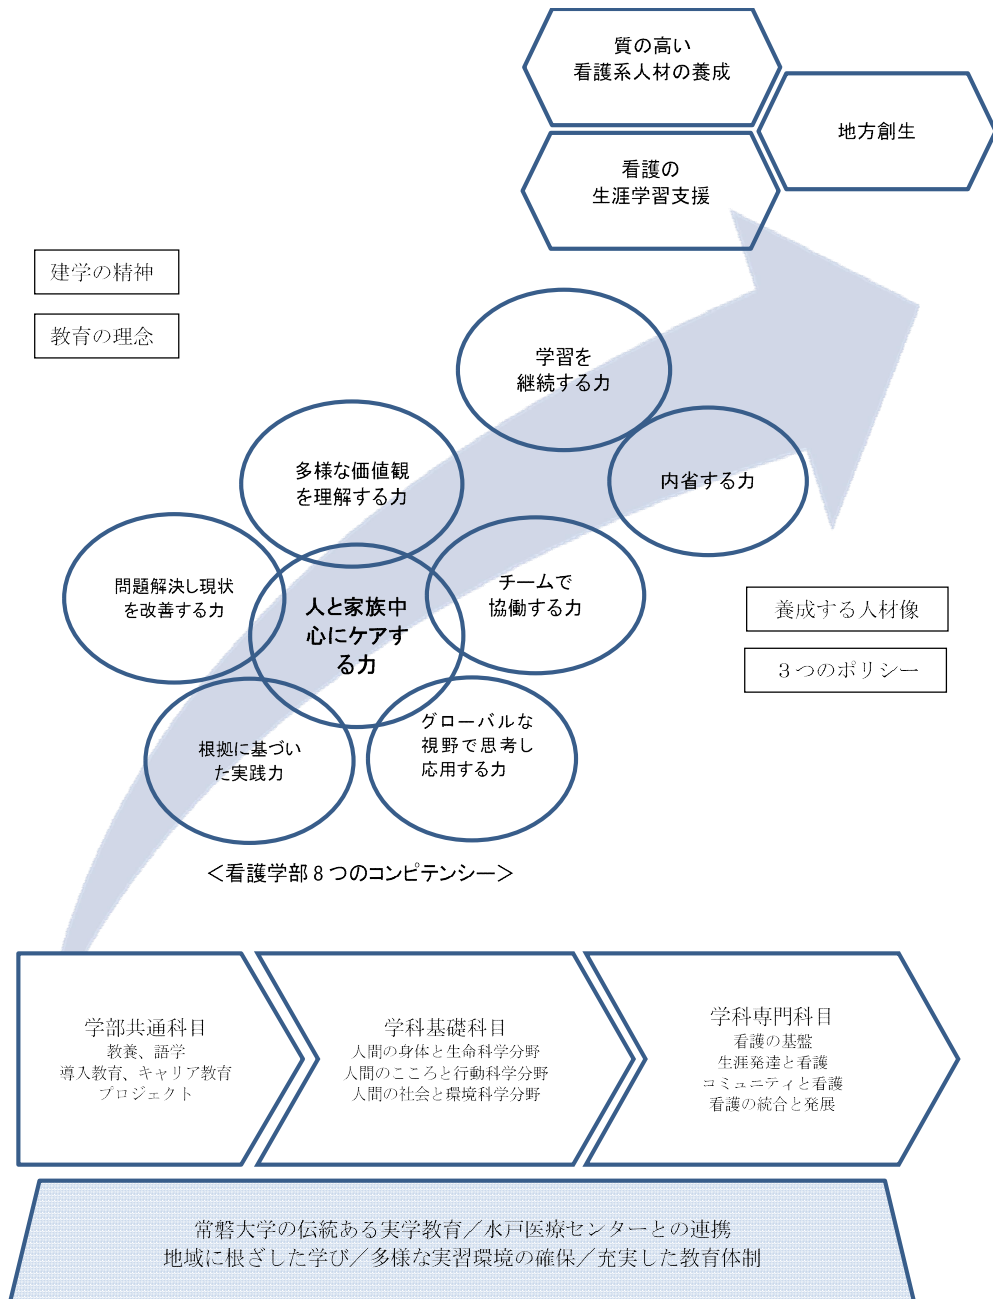 質の高い
看護系人材の養成
地方創生
看護の
生涯学習支援
建学の精神
教育の理念
学習を
継続する力
多様な価値観
を理解する力
内省する力
問題解決し現状
を改善する力
人と家族中
心にケアす
る力
チームで
協働する力
養成する人材像
３つのポリシー
根拠に基づい
た実践力
グローバルな
視野で思考し
応用する力
＜看護学部８つのコンピテンシー＞
学部共通科目
教養、語学
導入教育、キャリア教育
プロジェクト
学科基礎科目
人間の身体と生命科学分野
人間のこころと行動科学分野
人間の社会と環境科学分野
学科専門科目
看護の基盤
生涯発達と看護
コミュニティと看護
看護の統合と発展
常磐大学の伝統ある実学教育／水戸医療センターとの連携
地域に根ざした学び／多様な実習環境の確保／充実した教育体制